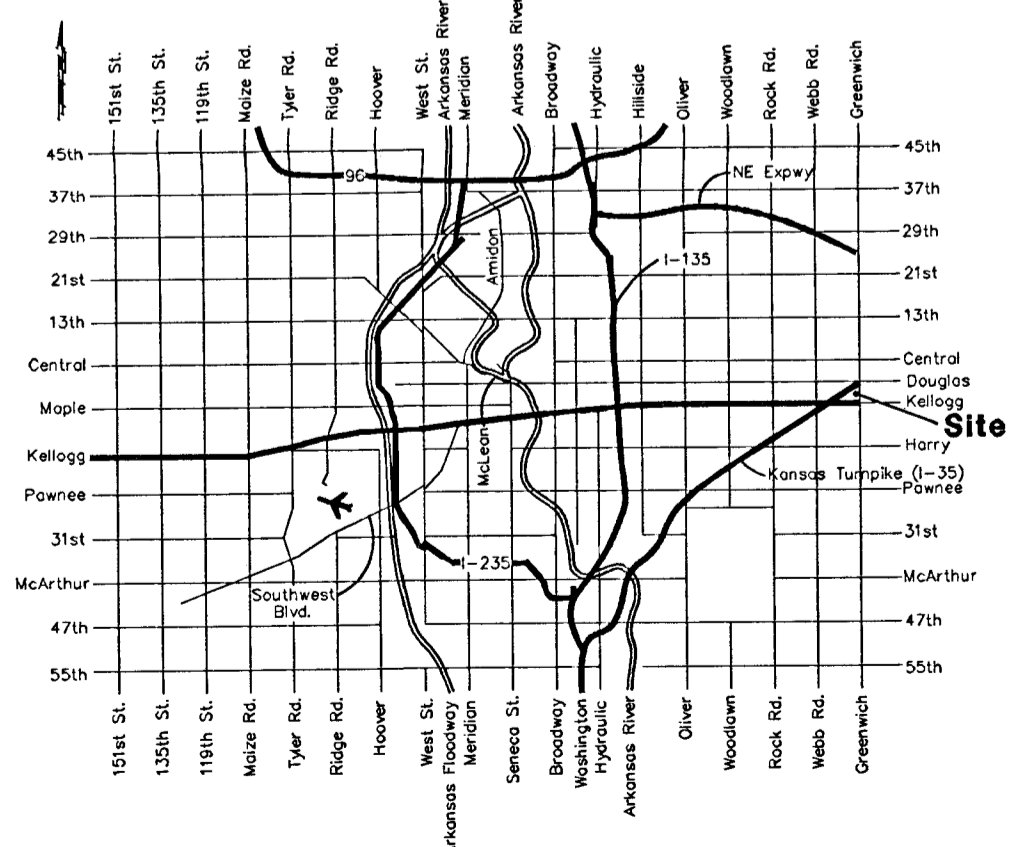 151st St.
135th St.
119th St.
Maize Rd.
Tyler Rd.
Ridge Rd.
Hoover
West St.
Arkansas River
Meridian
Arkansas River
Broadway
Hydraulic
Hillside
Oliver
Woodlawn
Rock Rd.
Webb Rd.
Greenwich
45th
37th
29th
21st
13th
Central
Maple
Kellogg
Pawnee
31st
McArthur
47th
55th
96
NE Expwy
Amidon
I-135
McLean
Kansas Turnpike (I-35)
I-235
Southwest
Blvd.
45th
37th
29th
21st
13th
Central
Douglas
Kellogg
Site
Harry
Pawnee
31st
McArthur
47th
55th
151st St.
135th St.
119th St.
Maize Rd.
Tyler Rd.
Ridge Rd.
Hoover
West St.
rkansas Floodway
Meridian
Seneca St.
Broadway
Washington
Hydraulic
Arkansas River
Oliver
Woodlawn
Rock Rd.
Webb Rd.
Greenwich